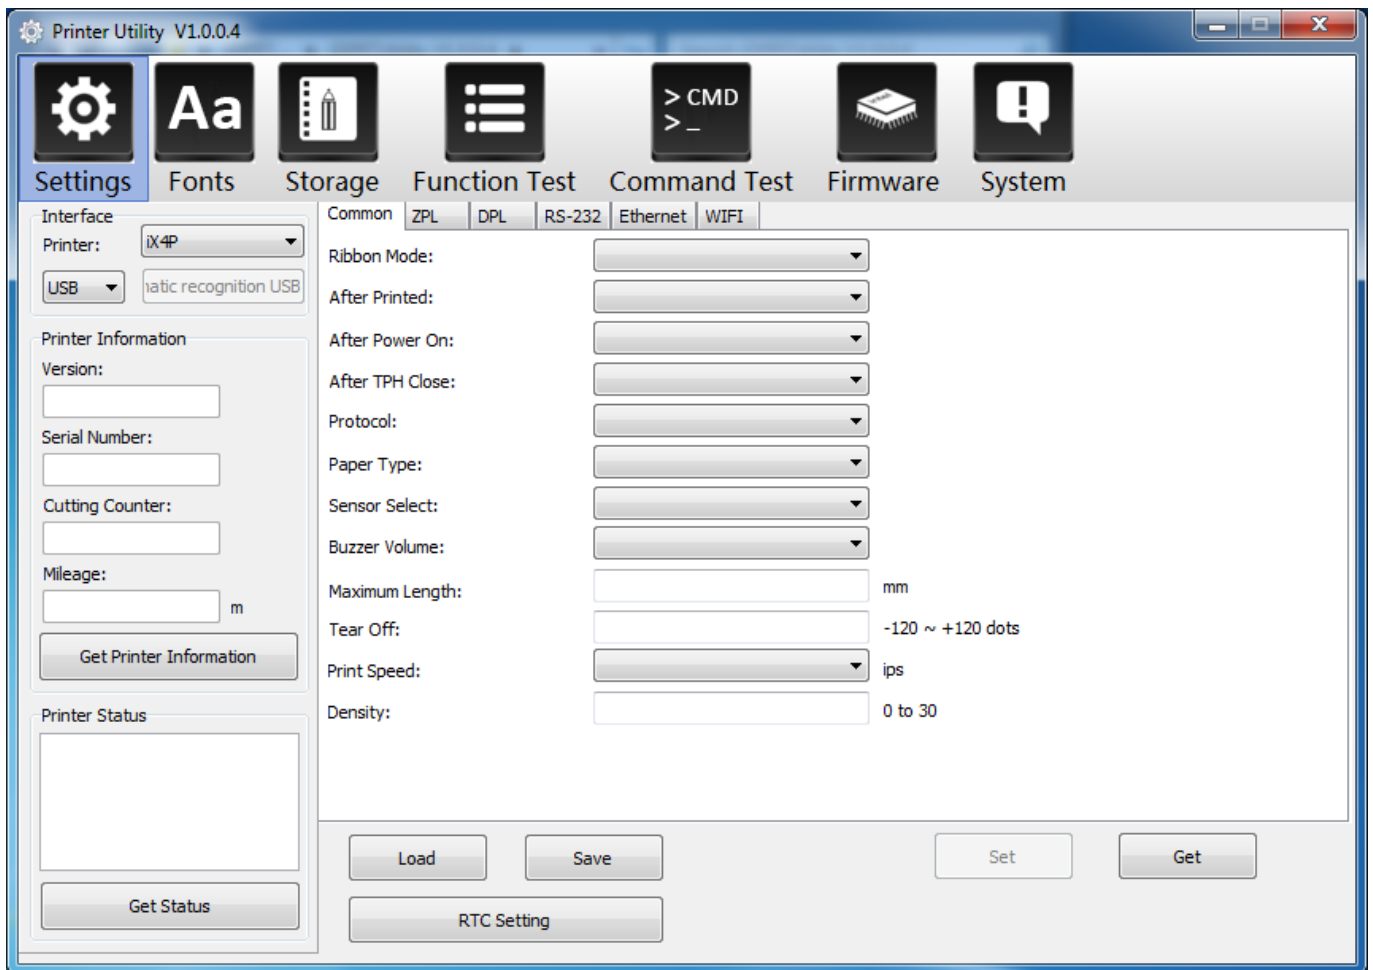 Printer Utility V1.0.0.4
Aa
> CMD
> _
Settings Fonts Storage Function Test Command Test Firmware System
Interface
Printer: iX4P
USB natic recognition USB
Printer Information
Version:
Serial Number:
Cutting Counter:
Mileage:
m
Get Printer Information
Printer Status
Get Status
Common ZPL DPL RS-232 Ethernet WIFI
Ribbon Mode:
After Printed:
After Power On:
After TPH Close:
Protocol:
Paper Type:
Sensor Select:
Buzzer Volume:
Maximum Length: mm
Tear Off: -120 ~ +120 dots
Print Speed: ips
Density: 0 to 30
Load Save Set Get
RTC Setting